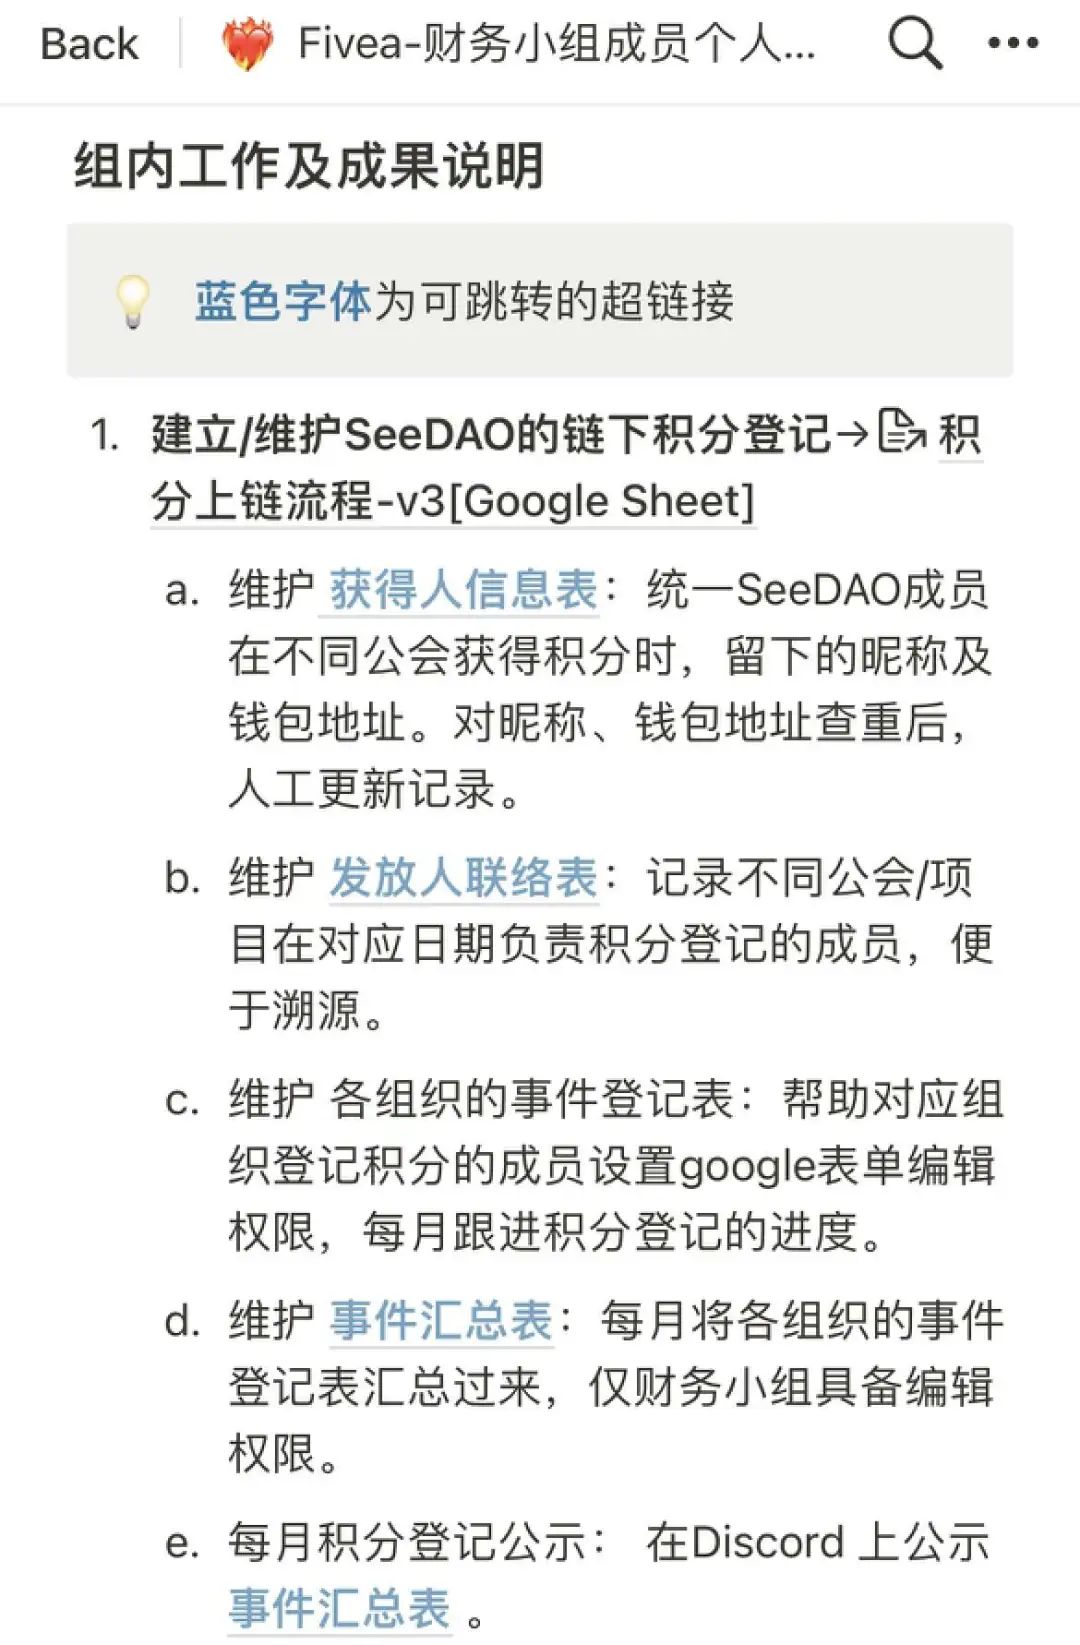 Back
Fivea-财务小组成员个人...
组内工作及成果说明
蓝色字体为可跳转的超链接
1. 建立/维护SeeDAO的链下积分登记→积
分上链流程-v3[Google Sheet]
a. 维护 获得人信息表：统一SeeDAO成员
在不同公会获得积分时，留下的昵称及
钱包地址。对昵称、钱包地址查重后，
人工更新记录。
b. 维护 发放人联络表：记录不同公会/项
目在对应日期负责积分登记的成员，便
于溯源。
c. 维护 各组织的事件登记表：帮助对应组
织登记积分的成员设置google表单编辑
权限，每月跟进积分登记的进度。
d. 维护 事件汇总表：每月将各组织的事件
登记表汇总过来，仅财务小组具备编辑
权限。
e. 每月积分登记公示： 在Discord 上公示
事件汇总表 。